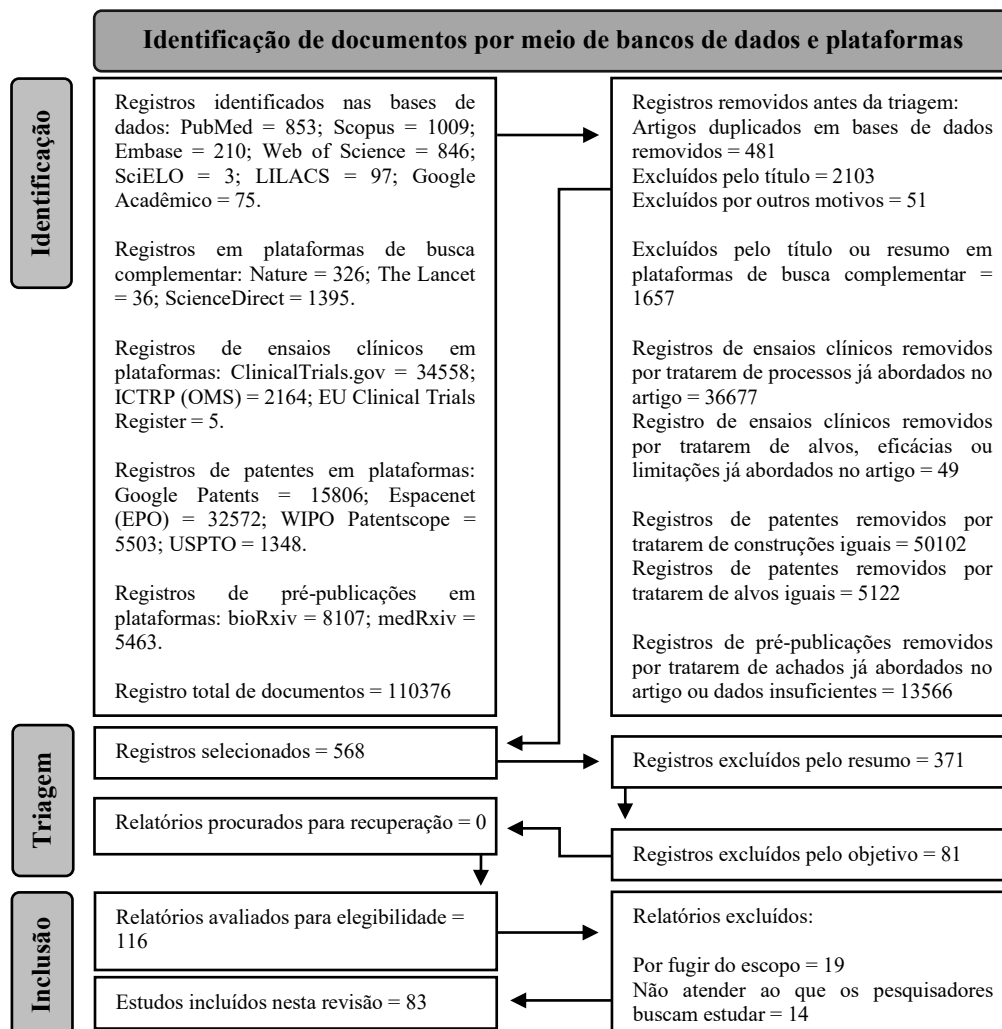 Identificação de documentos por meio de bancos de dados e plataformas
Identificação
Registros identificados nas bases de
dados: PubMed = 853; Scopus = 1009;
Embase = 210; Web of Science = 846;
SciELO = 3; LILACS = 97; Google
Acadêmico = 75.
Registros em plataformas de busca
complementar: Nature = 326; The Lancet
= 36; ScienceDirect = 1395.
Registros de ensaios clínicos em
plataformas: ClinicalTrials.gov = 34558;
ICTRP (OMS) = 2164; EU Clinical Trials
Register = 5.
Registros de patentes em plataformas:
Google Patents = 15806; Espacenet
(EPO) = 32572; WIPO Patentscope =
5503; USPTO = 1348.
Registros de pré-publicações em
plataformas: bioRxiv = 8107; medRxiv =
5463.
Registro total de documentos = 110376
Registros removidos antes da triagem:
Artigos duplicados em bases de dados
removidos = 481
Excluídos pelo título = 2103
Excluídos por outros motivos = 51
Excluídos pelo título ou resumo em
plataformas de busca complementar =
1657
Registros de ensaios clínicos removidos
por tratarem de processos já abordados no
artigo = 36677
Registro de ensaios clínicos removidos
por tratarem de alvos, eficácias ou
limitações já abordados no artigo = 49
Registros de patentes removidos por
tratarem de construções iguais = 50102
Registros de patentes removidos por
tratarem de alvos iguais = 5122
Registros de pré-publicações removidos
por tratarem de achados já abordados no
artigo ou dados insuficientes = 13566
Triagem
Registros selecionados = 568
Registros excluídos pelo resumo = 371
Relatórios procurados para recuperação = 0
Registros excluídos pelo objetivo = 81
Inclusão
Relatórios avaliados para elegibilidade =
116
Relatórios excluídos:
Por fugir do escopo = 19
Não atender ao que os pesquisadores
buscam estudar = 14
Estudos incluídos nesta revisão = 83